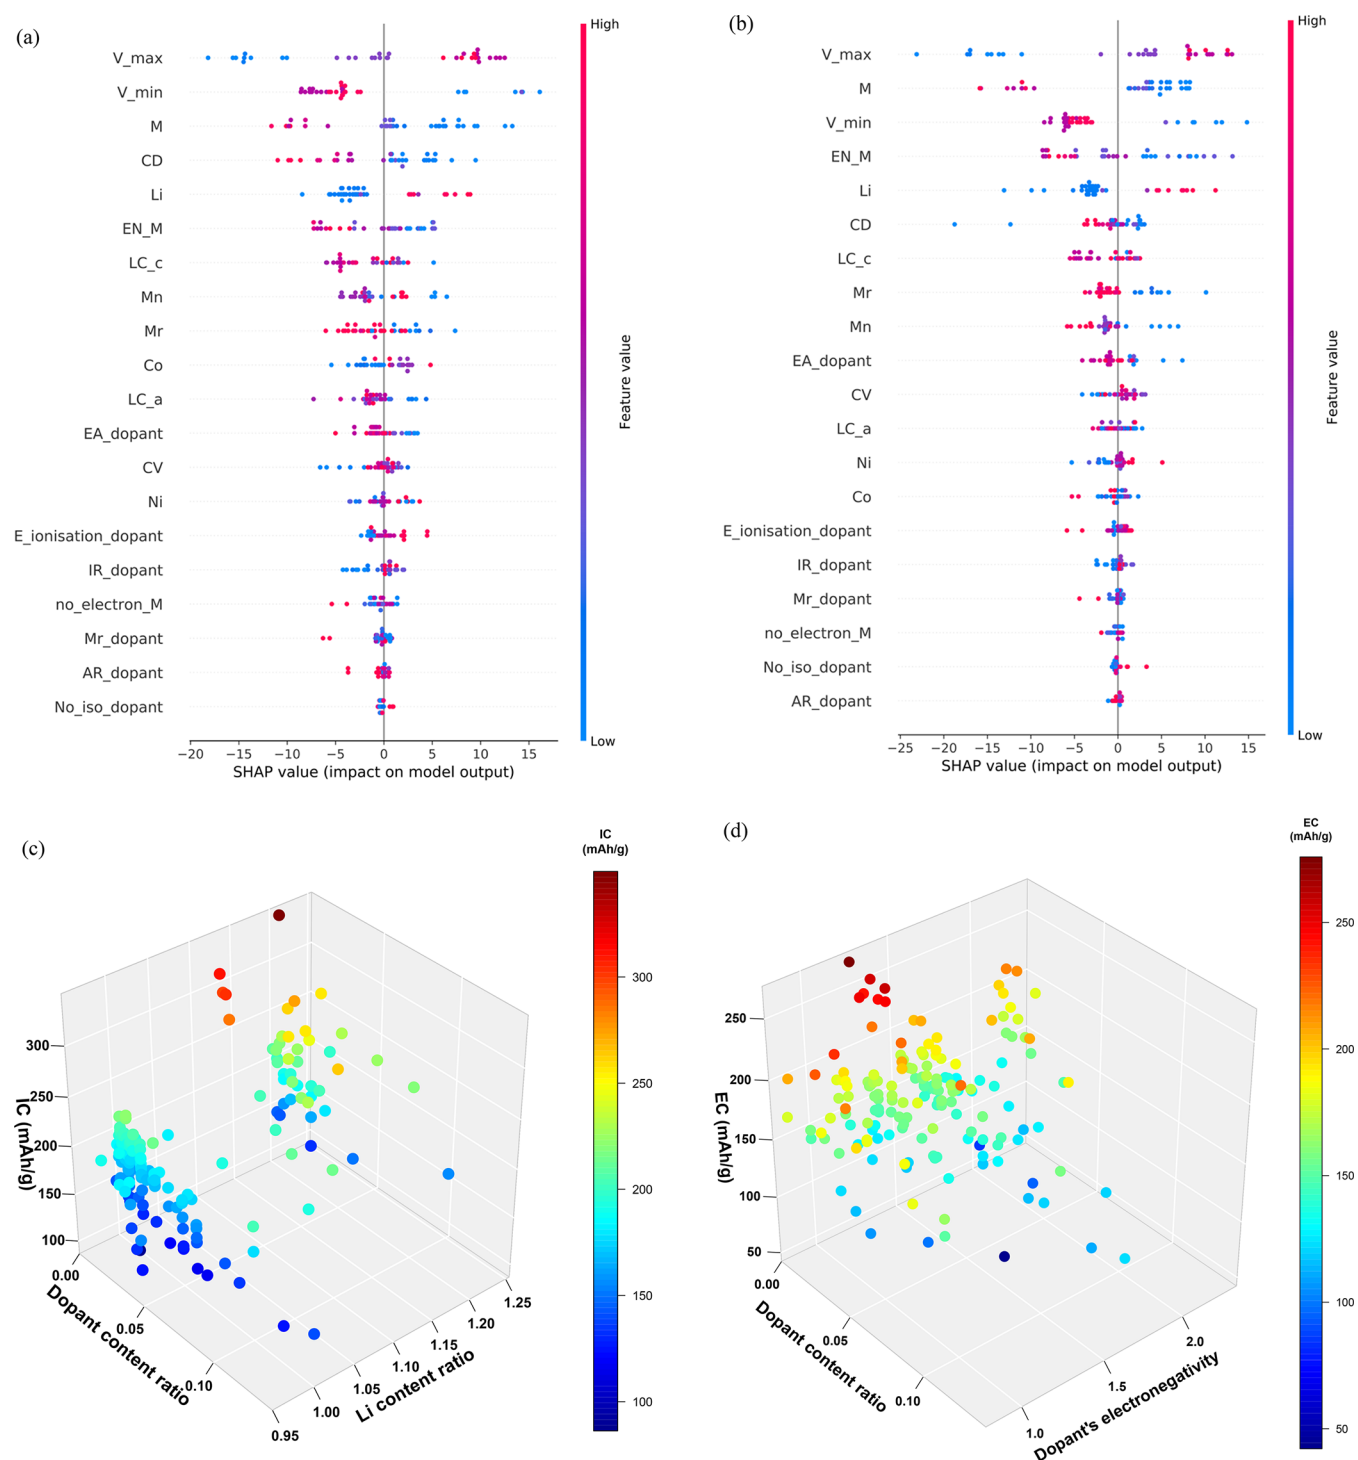 (a)
High
V_max
V_min
M
CD
Li
EN_M
LC_c
Mn
Mr
Co
LC_a
EA_dopant
CV
Ni
E_ionisation_dopant
IR_dopant
no_electron_M
Mr_dopant
AR_dopant
No_iso_dopant
Low
Feature value
−20 −15 −10 −5 0 5 10 15
SHAP value (impact on model output)
(b)
High
V_max
M
V_min
EN_M
Li
CD
LC_c
Mr
Mn
EA_dopant
CV
LC_a
Ni
Co
E_ionisation_dopant
IR_dopant
Mr_dopant
no_electron_M
No_iso_dopant
AR_dopant
Low
Feature value
−25 −20 −15 −10 −5 0 5 10 15
SHAP value (impact on model output)
(c)
IC
(mAh/g)
300
250
200
150
100
IC (mAh/g)
300
250
200
150
100
0.00
0.05
0.10
Dopant content ratio
0.95
1.00
1.05
1.10
1.15
1.20
1.25
Li content ratio
(d)
EC
(mAh/g)
250
200
150
100
50
EC (mAh/g)
250
200
150
100
50
0.00
0.05
0.10
Dopant content ratio
1.0
1.5
2.0
Dopant's electronegativity